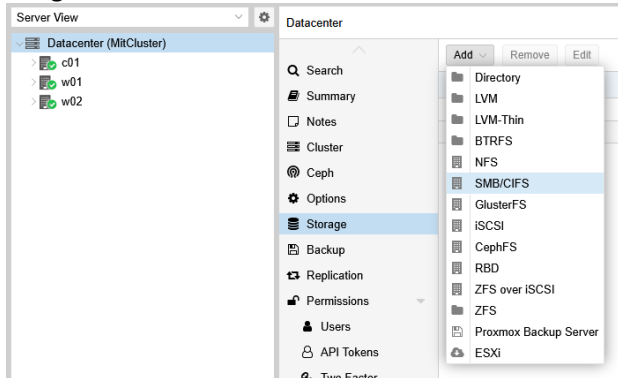 Server View
Datacenter (MitCluster)
c01
w01
w02
Datacenter
Search
Summary
Notes
Cluster
Ceph
Options
Storage
Backup
Replication
Permissions
Users
API Tokens
Two Factor
Add
Remove
Edit
Directory
LVM
LVM-Thin
BTRFS
NFS
SMB/CIFS
GlusterFS
iSCSI
CephFS
RBD
ZFS over iSCSI
ZFS
Proxmox Backup Server
ESXi